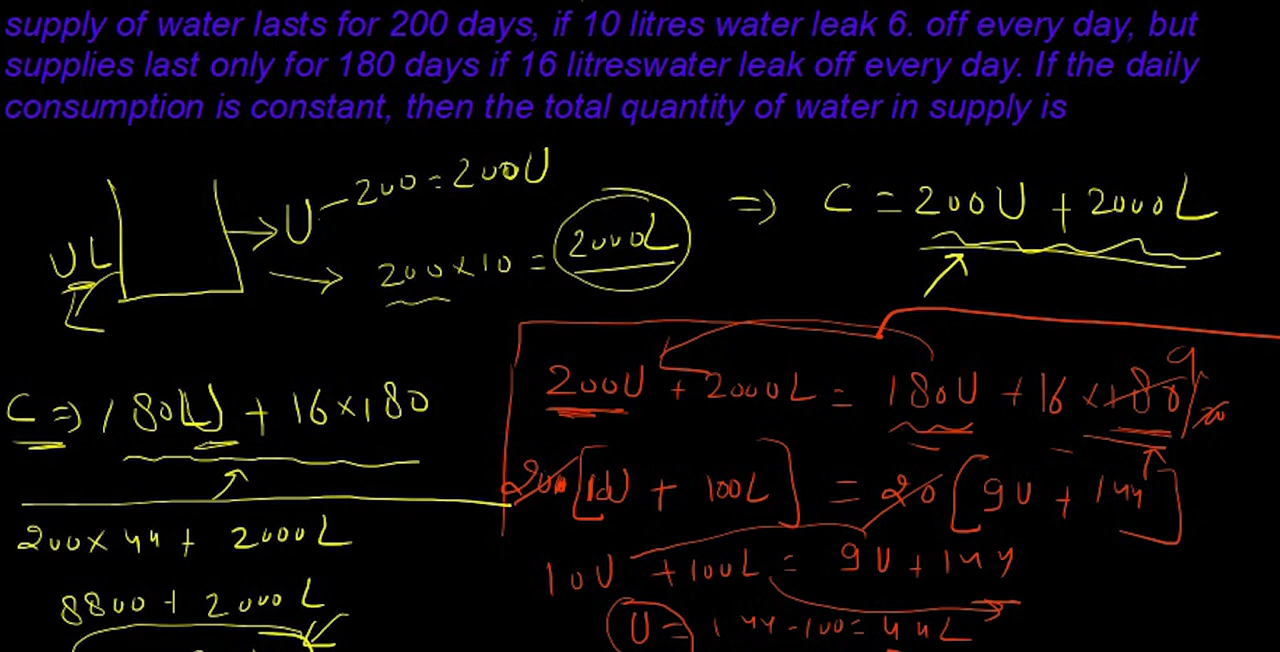 supply of water lasts for 200 days, if 10 litres water leak 6. off every day, but
supplies last only for 180 days if 16 litreswater leak off every day. If the daily
consumption is constant, then the total quantity of water in supply is
U - 200 = 200U
UL
200 × 10 = 2000L
=> C = 200U + 2000L
C => 180U + 16 × 180
200 × 44 + 2000L
8800 + 2000L
200U + 2000L = 180U + 16 × 180 9
[10U + 100L] = 20 [9U + 144]
10U + 100L = 9U + 144
U = 144 - 100 = 44L